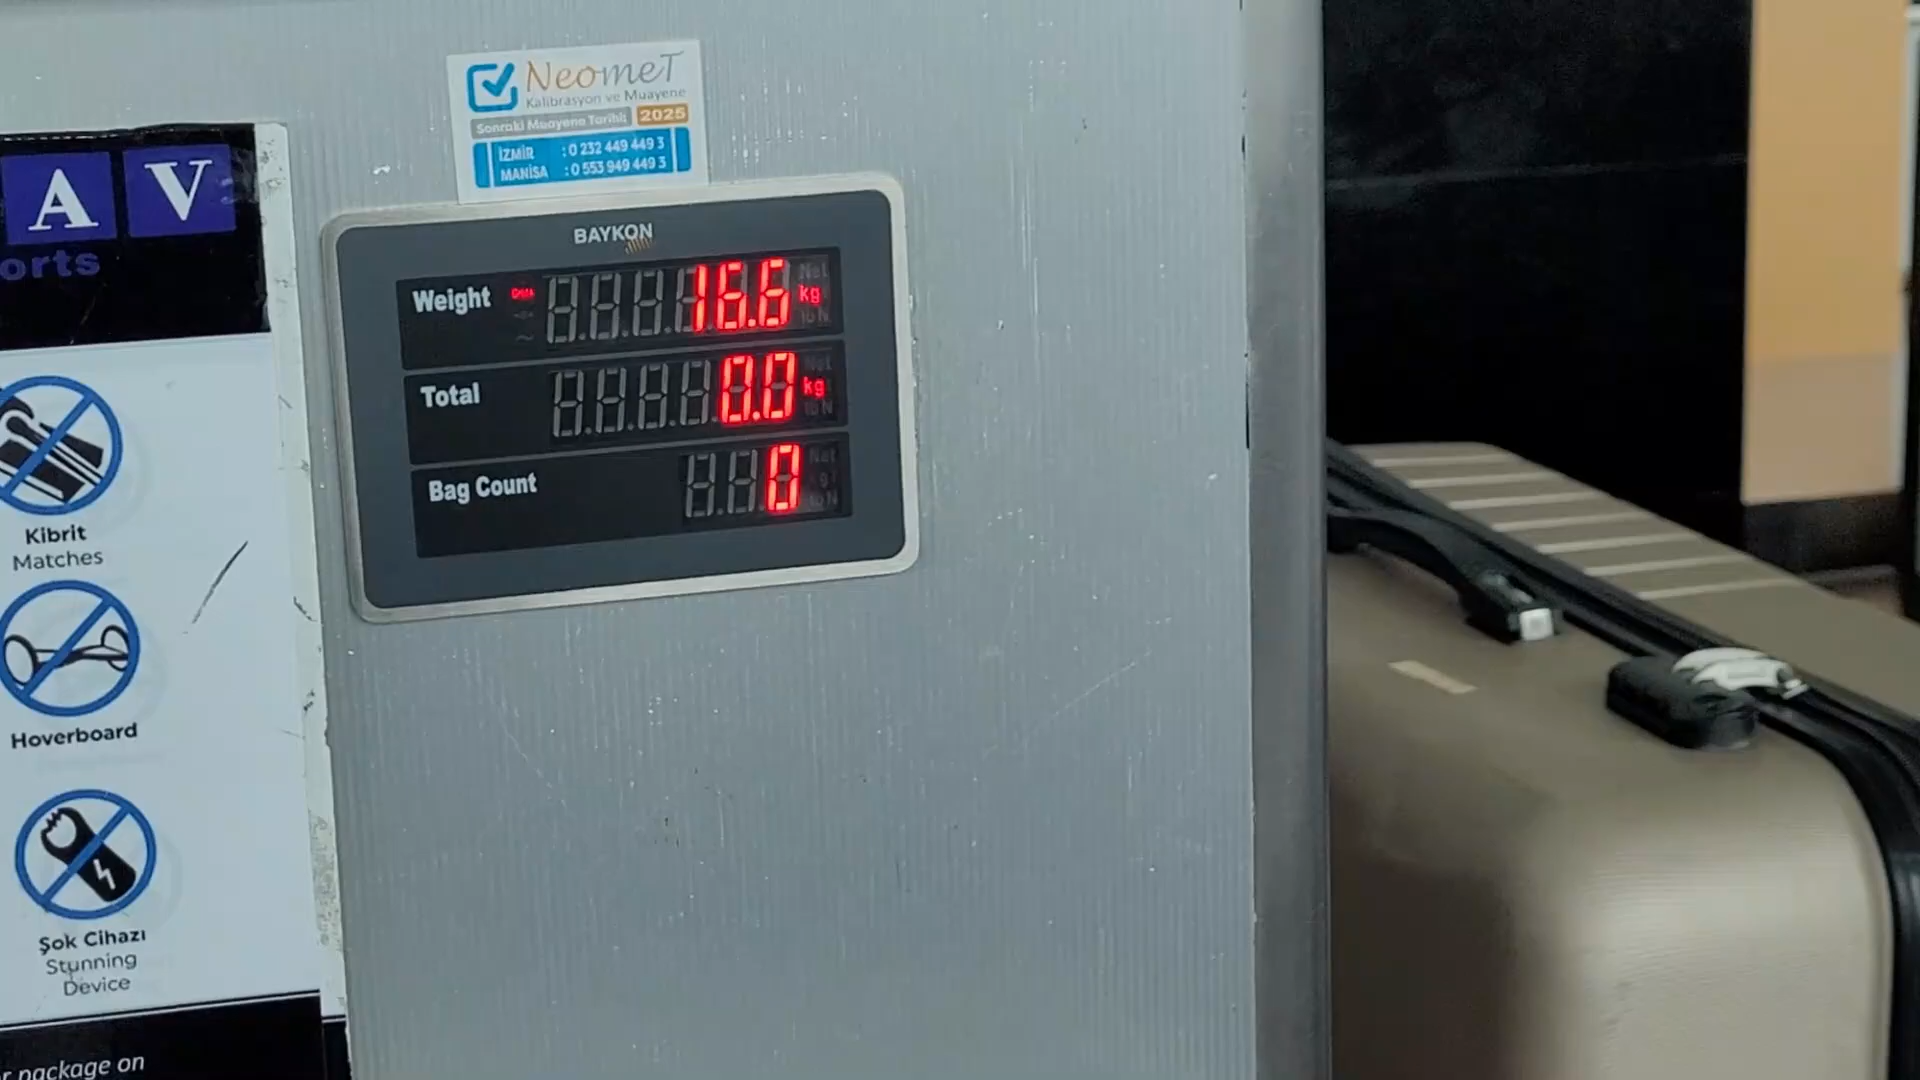 NeomeT
Kalibrasyon ve Muayene
Sonraki Muayene Tarihi: 2025
İZMİR : 0 232 449 449 3
MANİSA : 0 553 949 449 3
A V
orts
BAYKON
Weight 16.6 kg
Total 0.0 kg
Bag Count 0
Kibrit
Matches
Hoverboard
Şok Cihazı
Stunning
Device
r package on